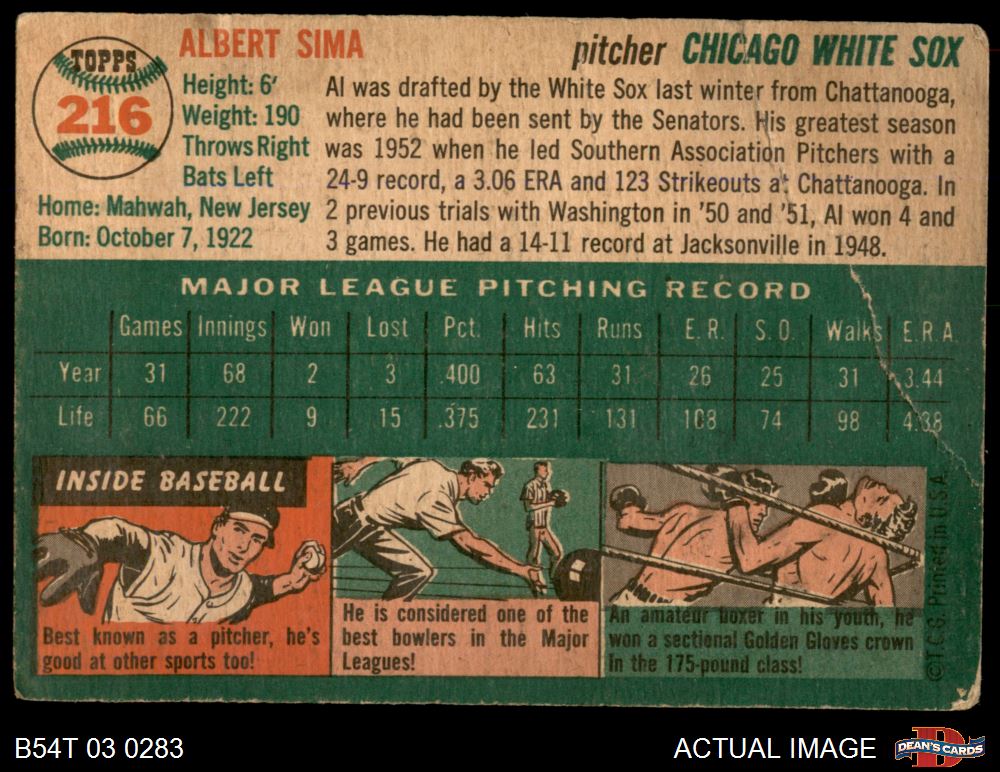 TOPPS
216
ALBERT SIMA
pitcher CHICAGO WHITE SOX
Height: 6'
Weight: 190
Throws Right
Bats Left
Home: Mahwah, New Jersey
Born: October 7, 1922
Al was drafted by the White Sox last winter from Chattanooga,
where he had been sent by the Senators. His greatest season
was 1952 when he led Southern Association Pitchers with a
24-9 record, a 3.06 ERA and 123 Strikeouts at Chattanooga. In
2 previous trials with Washington in '50 and '51, Al won 4 and
3 games. He had a 14-11 record at Jacksonville in 1948.
MAJOR LEAGUE PITCHING RECORD
Games Innings Won Lost Pct. Hits Runs E.R. S.O. Walks E.R.A.
Year 31 68 2 3 .400 63 31 26 25 31 3.44
Life 66 222 9 15 .375 231 131 108 74 98 4.38
INSIDE BASEBALL
Best known as a pitcher, he's
good at other sports too!
He is considered one of the
best bowlers in the Major
Leagues!
An amateur boxer in his youth, he
won a sectional Golden Gloves crown
in the 175-pound class!
©T.C.G. Printed in U.S.A.
B54T 03 0283
ACTUAL IMAGE
D
DEAN'S CARDS